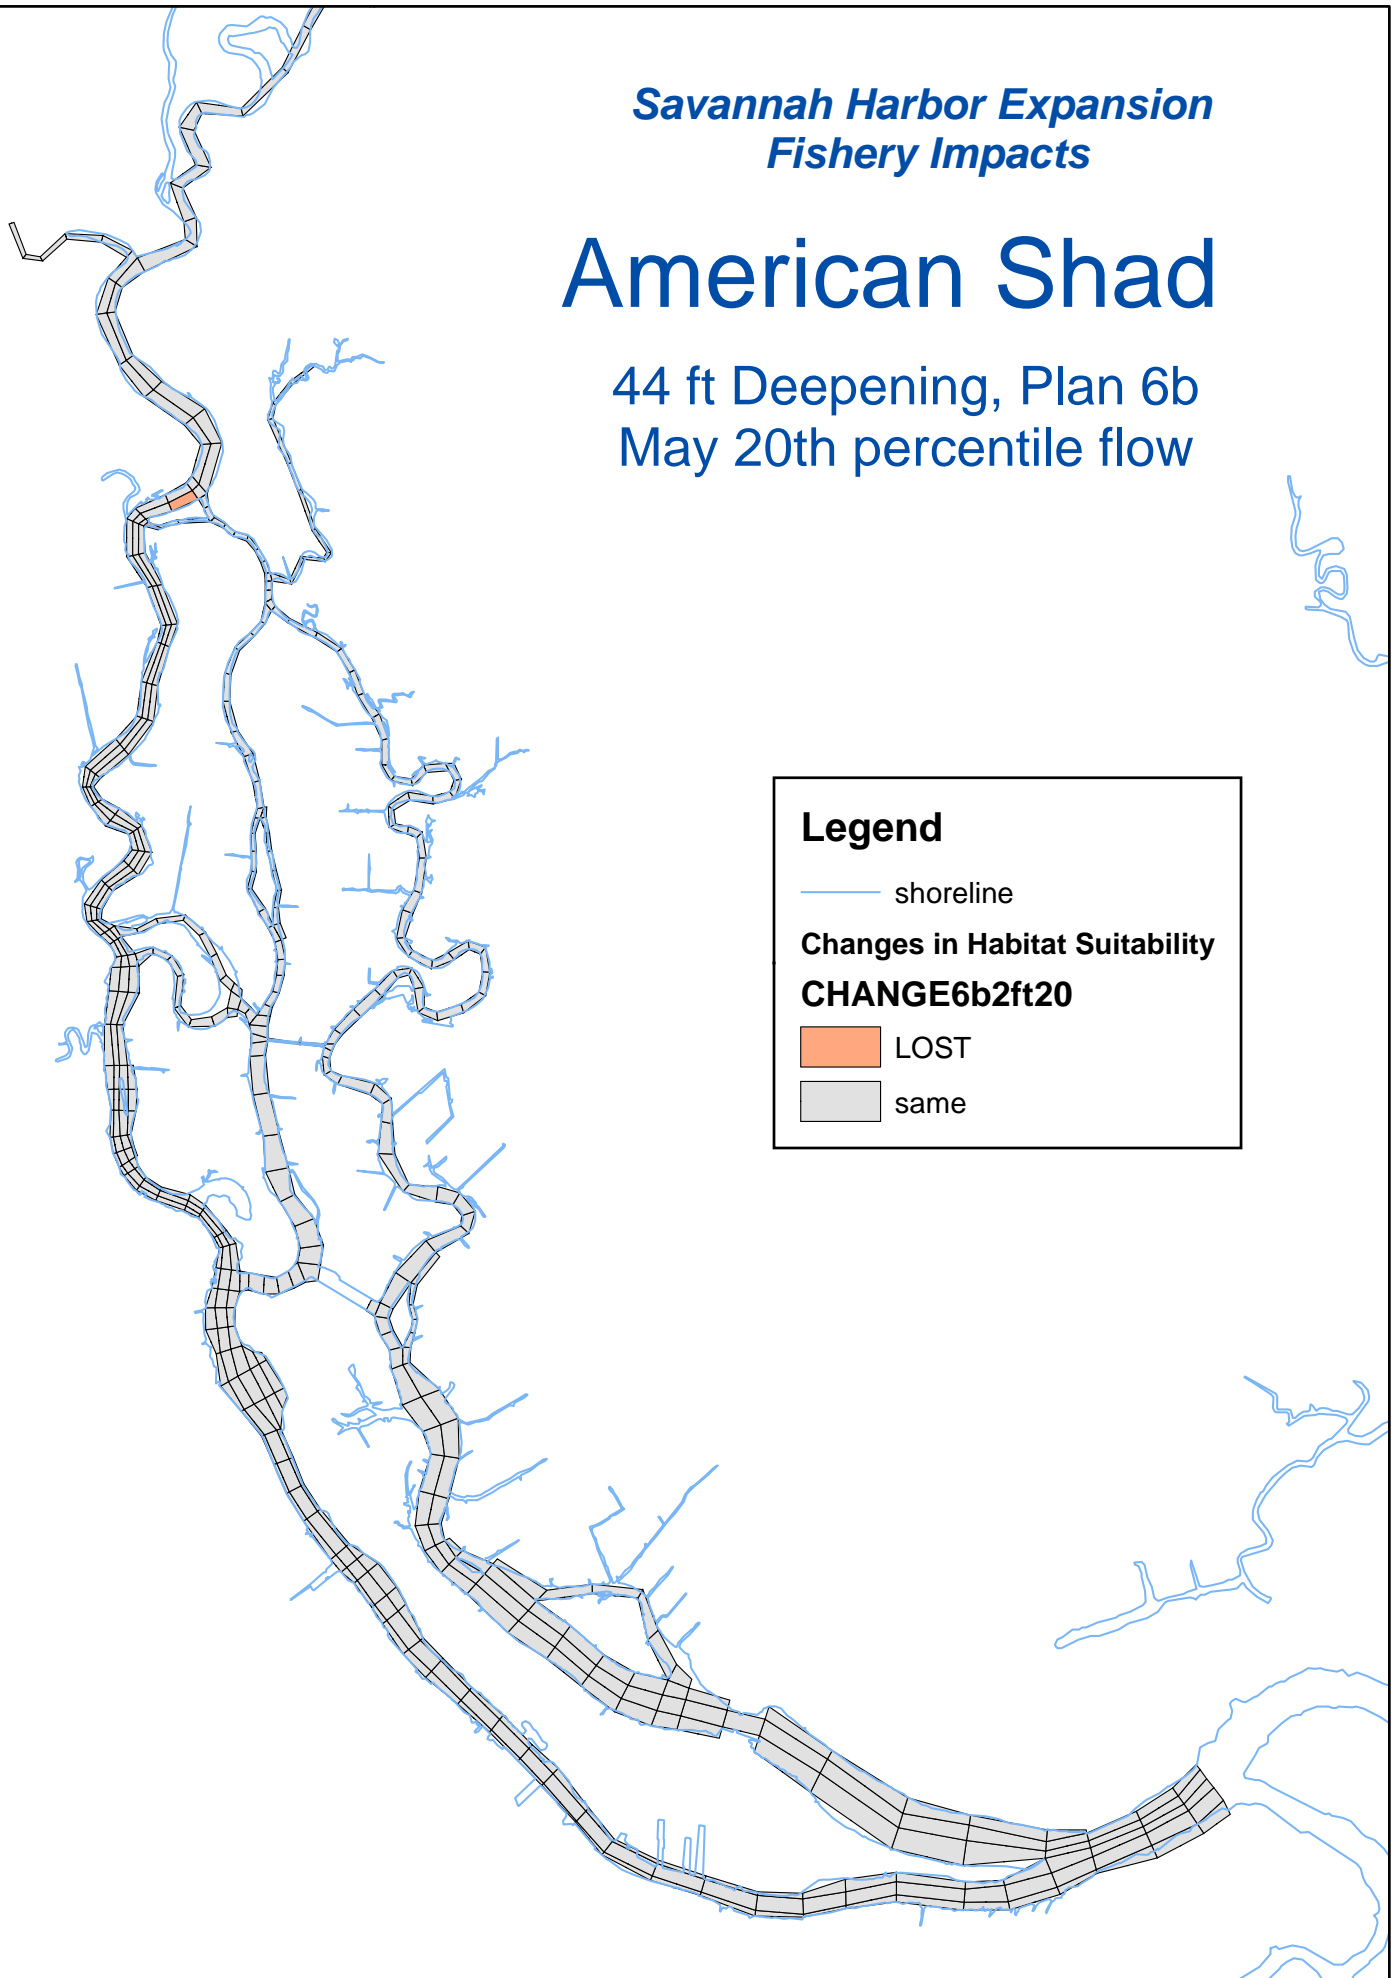 Savannah Harbor Expansion
Fishery Impacts
American Shad
44 ft Deepening, Plan 6b
May 20th percentile flow
Legend
shoreline
Changes in Habitat Suitability
CHANGE6b2ft20
LOST
same